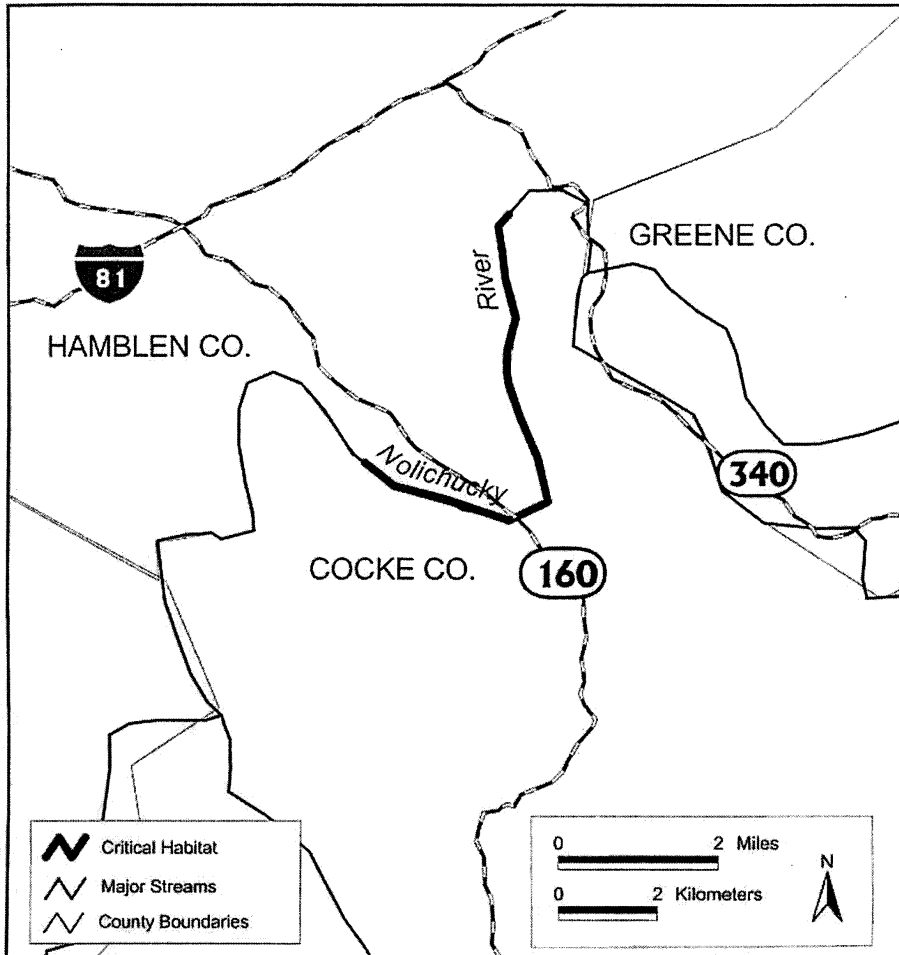 GREENE CO.
River
81
HAMBLEN CO.
Nolichucky
340
COCKE CO.
160
Critical Habitat
Major Streams
County Boundaries
0 2 Miles
0 2 Kilometers
N